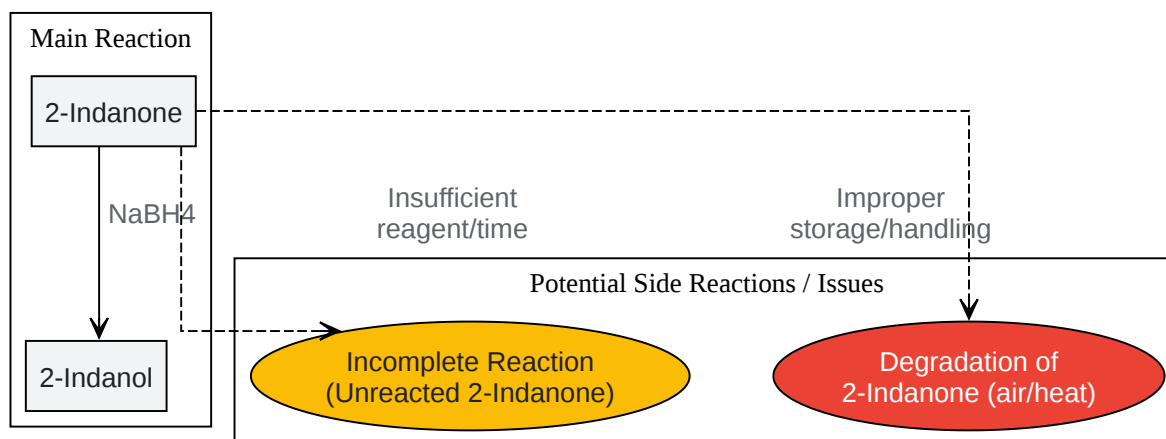 Main Reaction
2-Indanone
NaBH4
2-Indanol
Insufficient
reagent/time
Improper
storage/handling
Potential Side Reactions / Issues
Incomplete Reaction
(Unreacted 2-Indanone)
Degradation of
2-Indanone (air/heat)